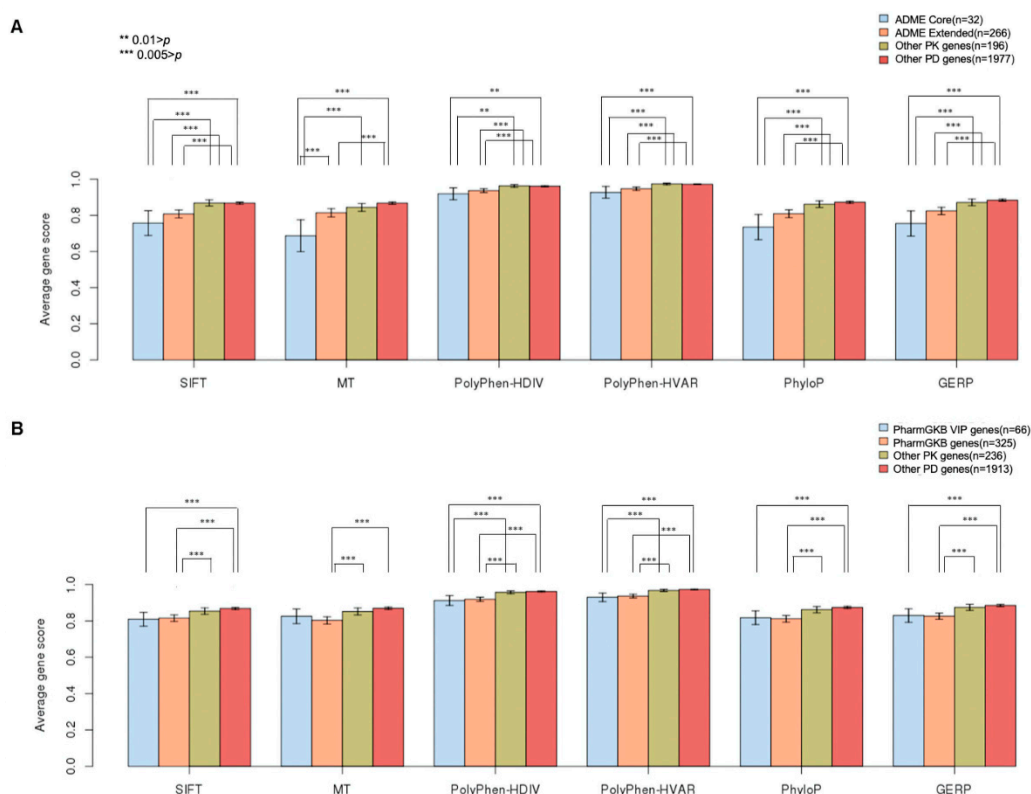 A
** 0.01>p
*** 0.005>p
ADME Core(n=32)
ADME Extended(n=266)
Other PK genes(n=196)
Other PD genes(n=1977)
*** *** ** *** *** ***
*** *** ** *** *** ***
*** *** *** *** *** ***
*** *** *** *** *** ***
Average gene score
1.0
0.8
0.6
0.4
0.2
0.0
SIFT MT PolyPhen-HDIV PolyPhen-HVAR PhyloP GERP
B
PharmGKB VIP genes(n=66)
PharmGKB genes(n=325)
Other PK genes(n=236)
Other PD genes(n=1913)
*** *** *** *** *** ***
*** *** *** *** ***
*** *** *** ***
*** *** *** *** *** ***
Average gene score
1.0
0.8
0.6
0.4
0.2
0.0
SIFT MT PolyPhen-HDIV PolyPhen-HVAR PhyloP GERP